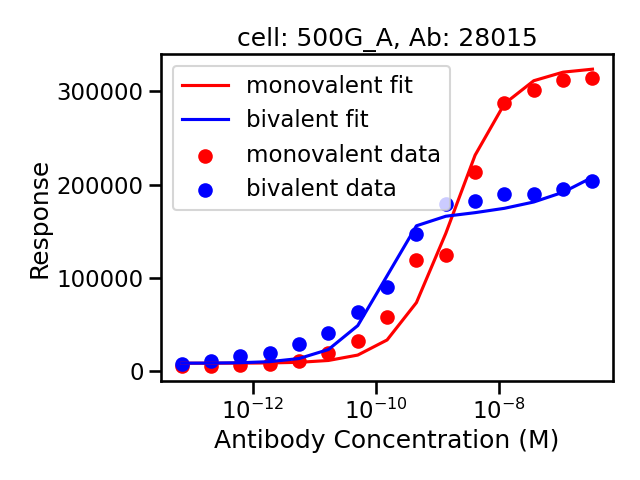 cell: 500G_A, Ab: 28015
monovalent fit
bivalent fit
monovalent data
bivalent data
300000
200000
100000
0
Response
10⁻¹² 10⁻¹⁰ 10⁻⁸
Antibody Concentration (M)